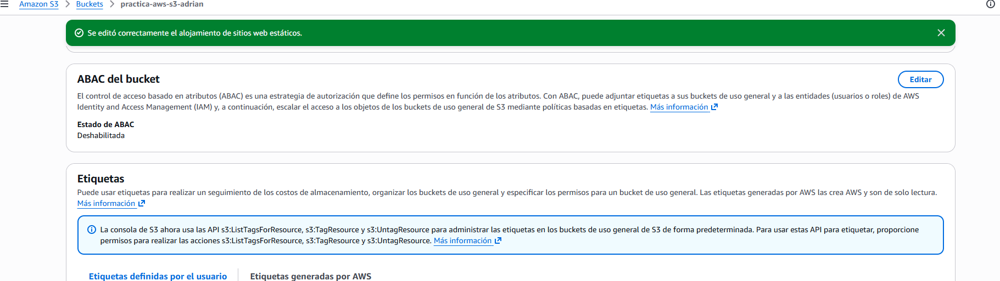 Amazon S3 > Buckets > practica-aws-s3-adrian
Se editó correctamente el alojamiento de sitios web estáticos.
ABAC del bucket
Editar
El control de acceso basado en atributos (ABAC) es una estrategia de autorización que define los permisos en función de los atributos. Con ABAC, puede adjuntar etiquetas a sus buckets de uso general y a las entidades (usuarios o roles) de AWS
Identity and Access Management (IAM) y, a continuación, escalar el acceso a los objetos de los buckets de uso general de S3 mediante políticas basadas en etiquetas. Más información
Estado de ABAC
Deshabilitada
Etiquetas
Puede usar etiquetas para realizar un seguimiento de los costos de almacenamiento, organizar los buckets de uso general y especificar los permisos para un bucket de uso general. Las etiquetas generadas por AWS las crea AWS y son de solo lectura.
Más información
La consola de S3 ahora usa las API s3:ListTagsForResource, s3:TagResource y s3:UntagResource para administrar las etiquetas en los buckets de uso general de S3 de forma predeterminada. Para usar estas API para etiquetar, proporcione
permisos para realizar las acciones s3:ListTagsForResource, s3:TagResource y s3:UntagResource. Más información
Etiquetas definidas por el usuario
Etiquetas generadas por AWS